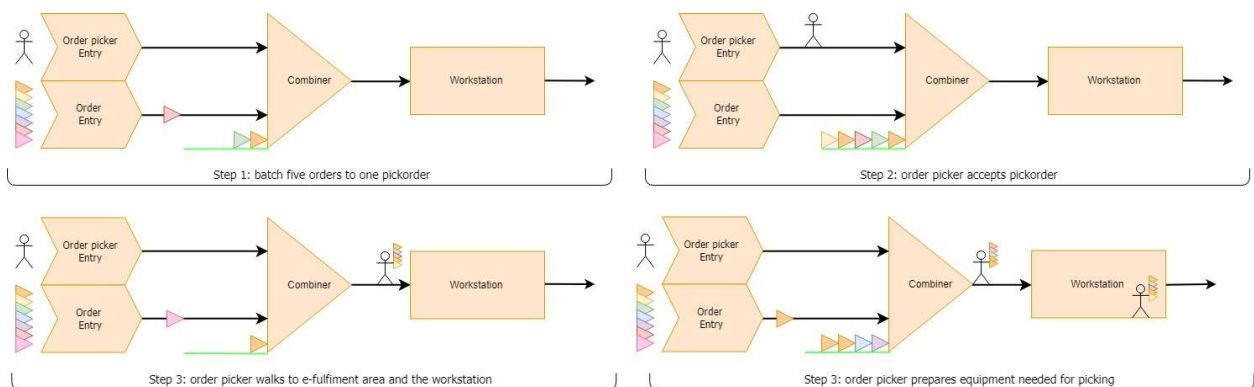 Order picker
Entry
Order
Entry
Combiner
Workstation
Step 1: batch five orders to one pickorder
Order picker
Entry
Order
Entry
Combiner
Workstation
Step 2: order picker accepts pickorder
Order picker
Entry
Order
Entry
Combiner
Workstation
Step 3: order picker walks to e-fulfiment area and the workstation
Order picker
Entry
Order
Entry
Combiner
Workstation
Step 3: order picker prepares equipment needed for picking